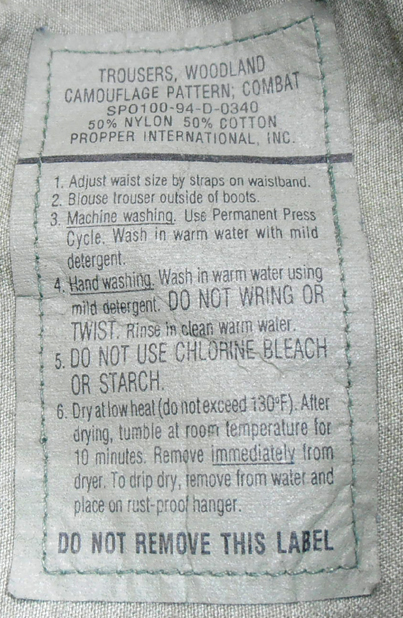 TROUSERS, WOODLAND
CAMOUFLAGE PATTERN; COMBAT
SPO100-94-D-0340
50% NYLON 50% COTTON
PROPPER INTERNATIONAL, INC.
1. Adjust waist size by straps on waistband.
2. Blouse trouser outside of boots.
3. Machine washing. Use Permanent Press
Cycle. Wash in warm water with mild
detergent.
4. Hand washing. Wash in warm water using
mild detergent. DO NOT WRING OR
TWIST. Rinse in clean warm water.
5. DO NOT USE CHLORINE BLEACH
OR STARCH.
6. Dry at low heat (do not exceed 130°F). After
drying, tumble at room temperature for
10 minutes. Remove immediately from
dryer. To drip dry, remove from water and
place on rust-proof hanger.
DO NOT REMOVE THIS LABEL